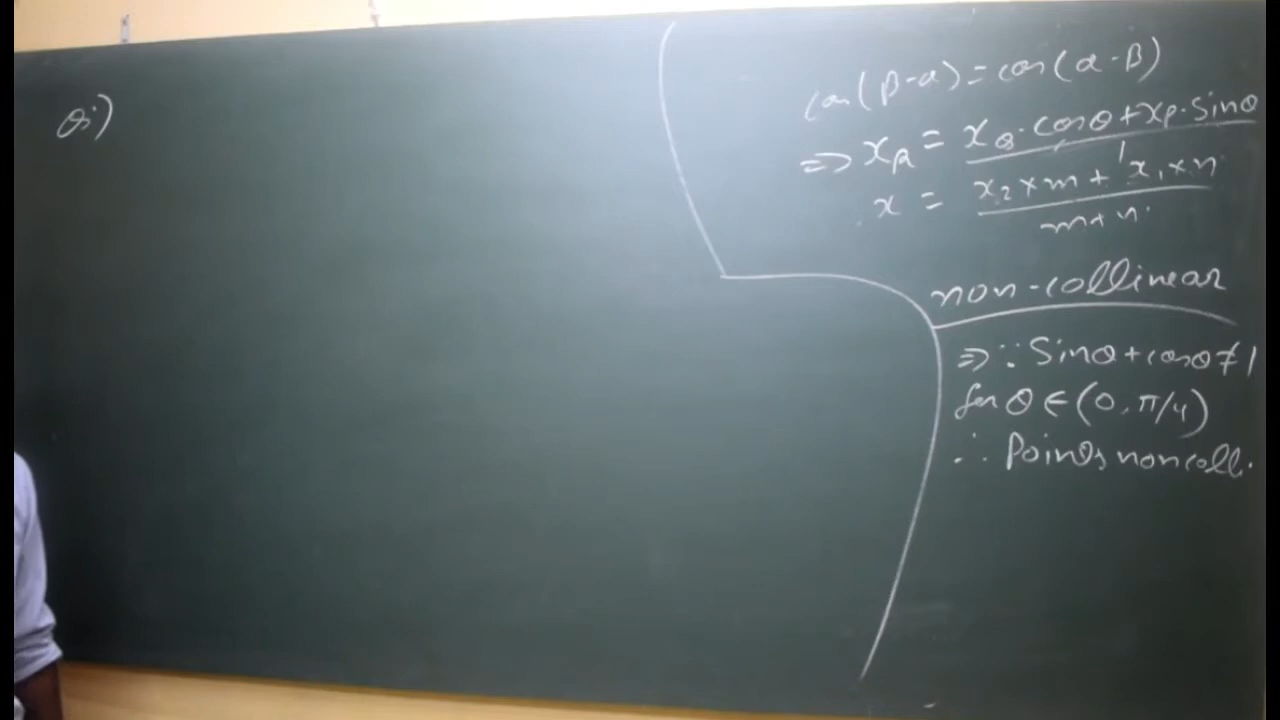 Q:)
cos(β-α) = cos(α-β)
⇒ x_R = x_Q·cosθ + x_P·sinθ
1
x = x₂×m + x₁×n
m+n
non-collinear
⇒ ∵ Sinθ + cosθ ≠ 1
for θ ∈ (0, π/4)
∴ Points noncoll.